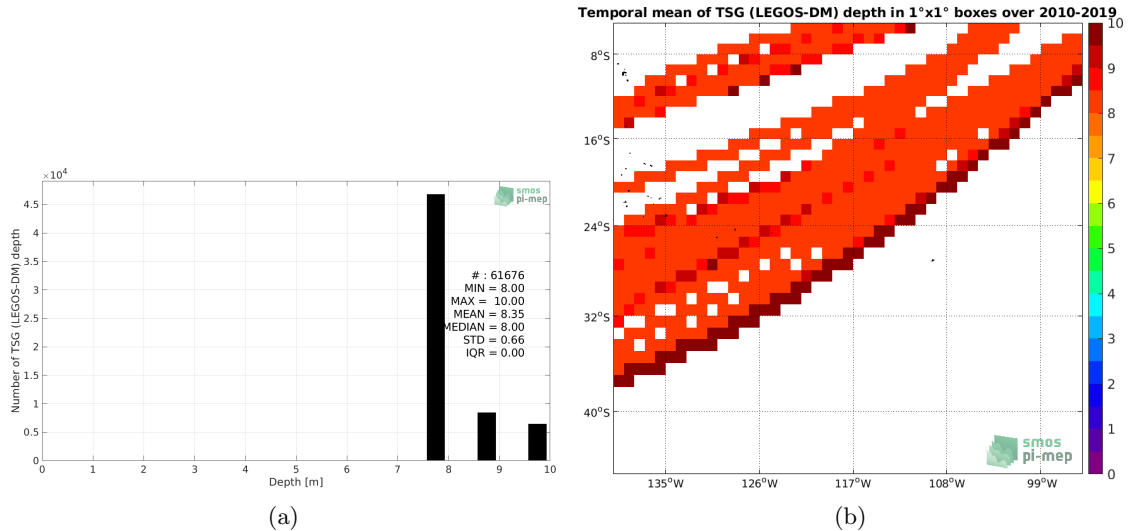 ×10⁴
4.5
4
3.5
3
2.5
2
1.5
1
0.5
0
Number of TSG (LEGOS-DM) depth
smos
pi-mep
# : 61676
MIN = 8.00
MAX = 10.00
MEAN = 8.35
MEDIAN = 8.00
STD = 0.66
IQR = 0.00
0 1 2 3 4 5 6 7 8 9 10
Depth [m]
(a)
Temporal mean of TSG (LEGOS-DM) depth in 1°x1° boxes over 2010-2019
8°S
16°S
24°S
32°S
40°S
135°W 126°W 117°W 108°W 99°W
smos
pi-mep
10
9
8
7
6
5
4
3
2
1
0
(b)